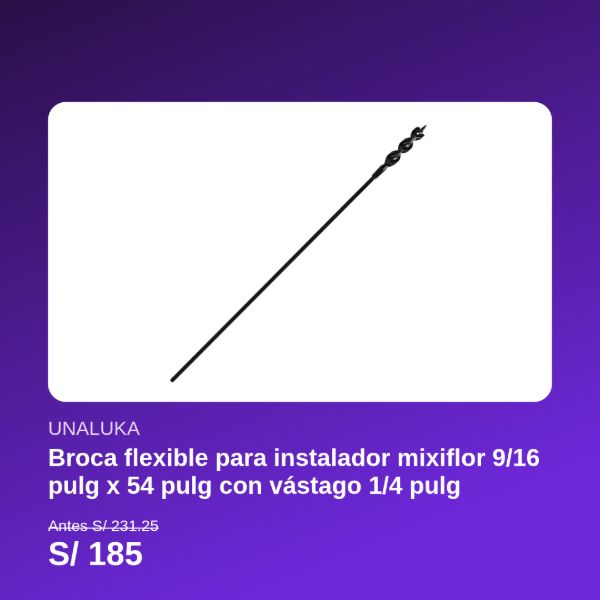 UNALUKA
Broca flexible para instalador mixiflor 9/16
pulg x 54 pulg con vástago 1/4 pulg
Antes S/ 231.25
S/ 185